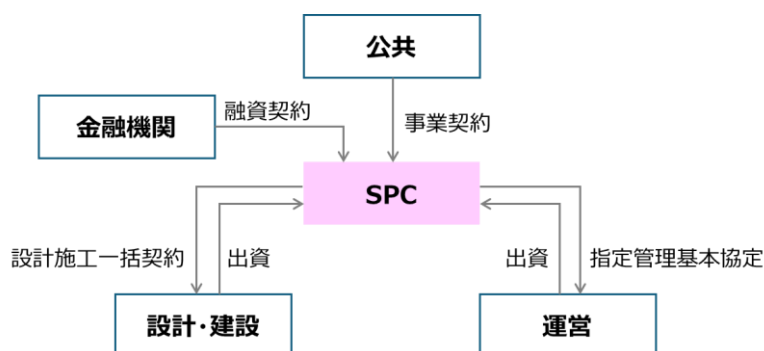 公共
金融機関
融資契約
事業契約
SPC
設計施工一括契約
出資
出資
指定管理基本協定
設計・建設
運営